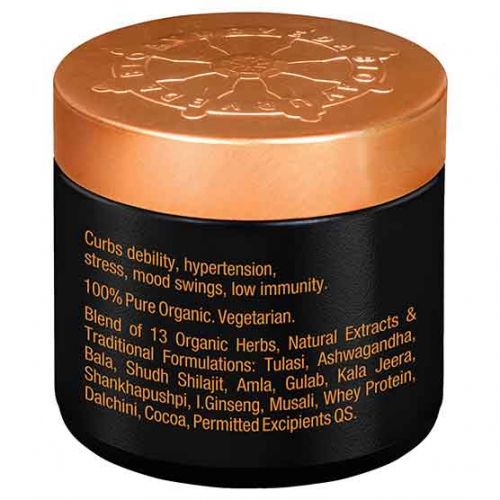 Curbs debility, hypertension,
stress, mood swings, low immunity.
100% Pure Organic. Vegetarian.
Blend of 13 Organic Herbs, Natural Extracts &
Traditional Formulations: Tulasi, Ashwagandha,
Bala, Shudh Shilajit, Amla, Gulab, Kala Jeera,
Shankhapushpi, I.Ginseng, Musali, Whey Protein,
Dalchini, Cocoa, Permitted Excipients QS.